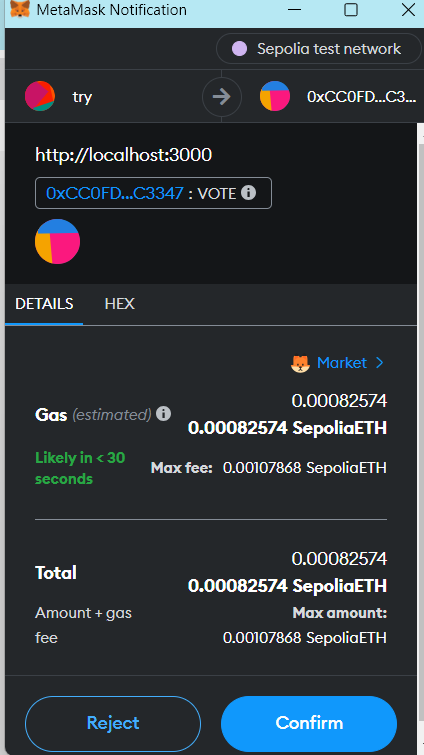 MetaMask Notification
Sepolia test network
try
0xCC0FD...C3...
http://localhost:3000
0xCC0FD...C3347 : VOTE
DETAILS HEX
Market >
0.00082574
Gas (estimated) 0.00082574 SepoliaETH
Likely in < 30 seconds
Max fee: 0.00107868 SepoliaETH
0.00082574
Total 0.00082574 SepoliaETH
Amount + gas fee
Max amount:
0.00107868 SepoliaETH
Reject Confirm